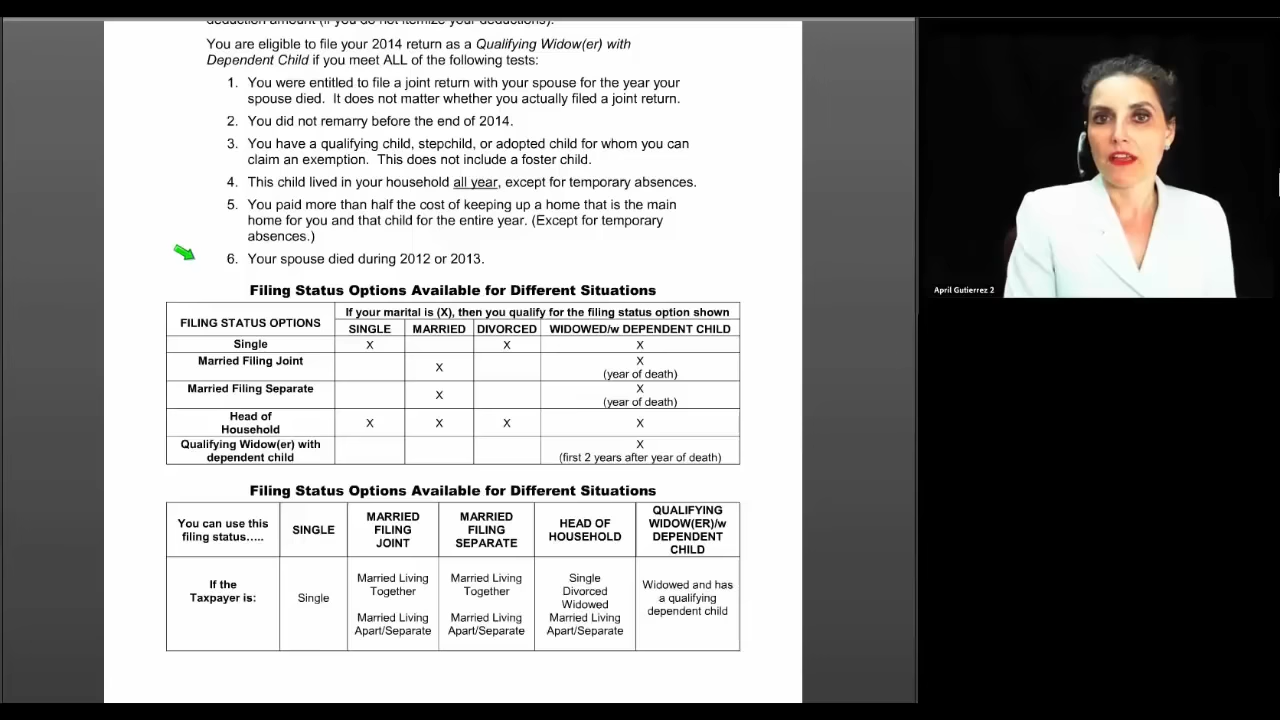 deduction amount (if you do not itemize your deductions).
You are eligible to file your 2014 return as a Qualifying Widow(er) with
Dependent Child if you meet ALL of the following tests:
1. You were entitled to file a joint return with your spouse for the year your
spouse died. It does not matter whether you actually filed a joint return.
2. You did not remarry before the end of 2014.
3. You have a qualifying child, stepchild, or adopted child for whom you can
claim an exemption. This does not include a foster child.
4. This child lived in your household all year, except for temporary absences.
5. You paid more than half the cost of keeping up a home that is the main
home for you and that child for the entire year. (Except for temporary
absences.)
6. Your spouse died during 2012 or 2013.
Filing Status Options Available for Different Situations
If your marital is (X), then you qualify for the filing status option shown
FILING STATUS OPTIONS
SINGLE MARRIED DIVORCED WIDOWED/w DEPENDENT CHILD
Single X X X
Married Filing Joint X X
(year of death)
Married Filing Separate X X
(year of death)
Head of
Household X X X X
Qualifying Widow(er) with X
dependent child (first 2 years after year of death)
Filing Status Options Available for Different Situations
You can use this
filing status.....
SINGLE
MARRIED
FILING
JOINT
MARRIED
FILING
SEPARATE
HEAD OF
HOUSEHOLD
QUALIFYING
WIDOW(ER)/w
DEPENDENT
CHILD
If the
Taxpayer is:
Single
Married Living
Together
Married Living
Apart/Separate
Married Living
Together
Married Living
Apart/Separate
Single
Divorced
Widowed
Married Living
Apart/Separate
Widowed and has
a qualifying
dependent child
April Gutierrez 2